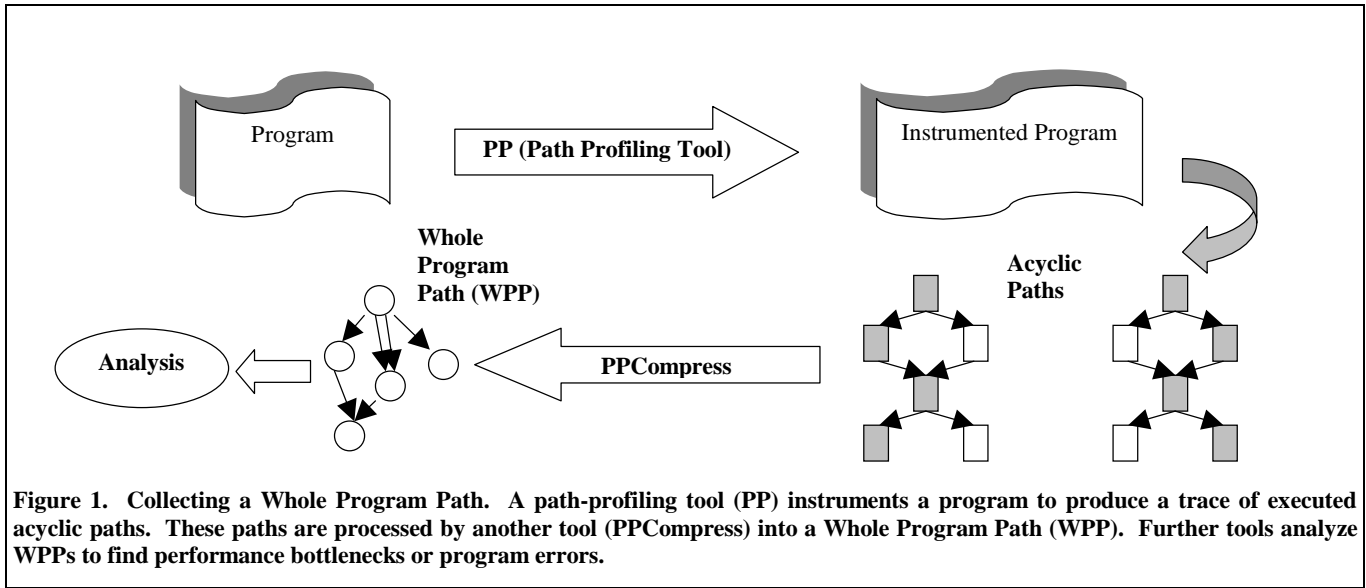 Program
PP (Path Profiling Tool)
Instrumented Program
Whole
Program
Path (WPP)
Acyclic
Paths
Analysis
PPCompress
Figure 1. Collecting a Whole Program Path. A path-profiling tool (PP) instruments a program to produce a trace of executed
acyclic paths. These paths are processed by another tool (PPCompress) into a Whole Program Path (WPP). Further tools analyze
WPPs to find performance bottlenecks or program errors.